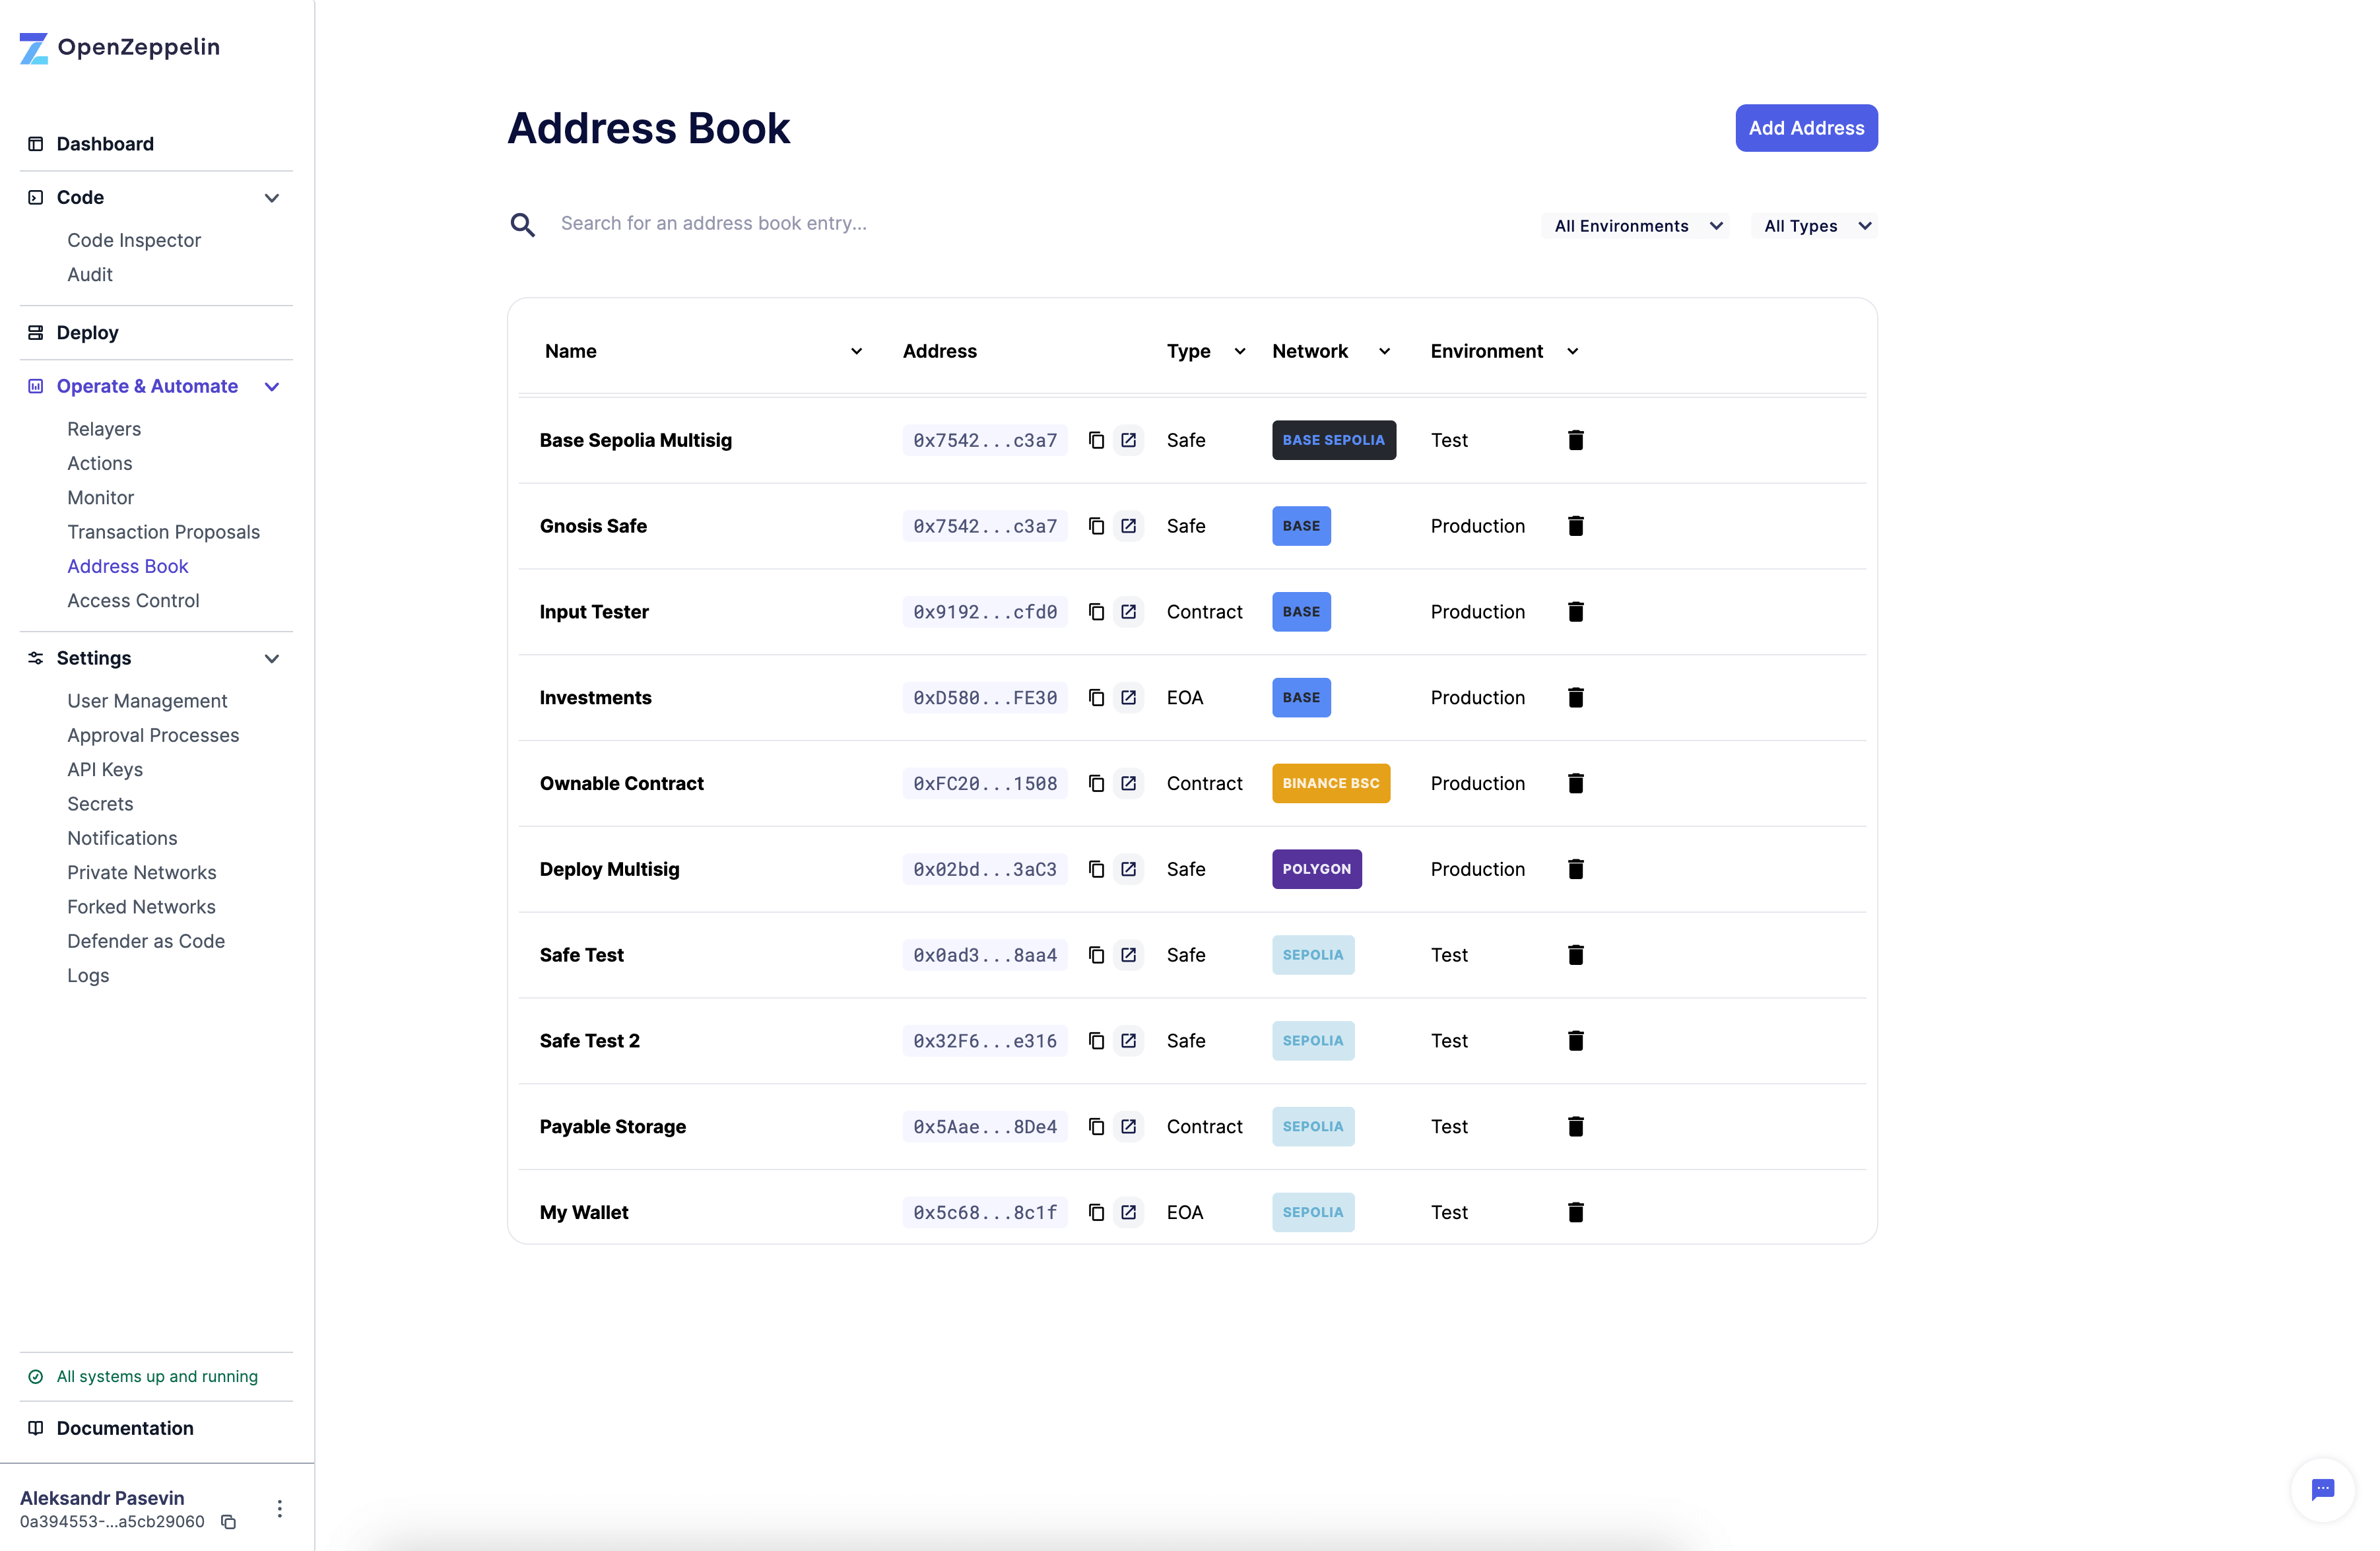 OpenZeppelin
Dashboard
Code
Code Inspector
Audit
Deploy
Operate & Automate
Relayers
Actions
Monitor
Transaction Proposals
Address Book
Access Control
Settings
User Management
Approval Processes
API Keys
Secrets
Notifications
Private Networks
Forked Networks
Defender as Code
Logs
All systems up and running
Documentation
Aleksandr Pasevin
0a394553-...a5cb29060
Address Book
Add Address
Search for an address book entry...
All Environments
All Types
Name Address Type Network Environment
Base Sepolia Multisig 0x7542...c3a7 Safe BASE SEPOLIA Test
Gnosis Safe 0x7542...c3a7 Safe BASE Production
Input Tester 0x9192...cfd0 Contract BASE Production
Investments 0xD580...FE30 EOA BASE Production
Ownable Contract 0xFC20...1508 Contract BINANCE BSC Production
Deploy Multisig 0x02bd...3aC3 Safe POLYGON Production
Safe Test 0x0ad3...8aa4 Safe SEPOLIA Test
Safe Test 2 0x32F6...e316 Safe SEPOLIA Test
Payable Storage 0x5Aae...8De4 Contract SEPOLIA Test
My Wallet 0x5c68...8c1f EOA SEPOLIA Test